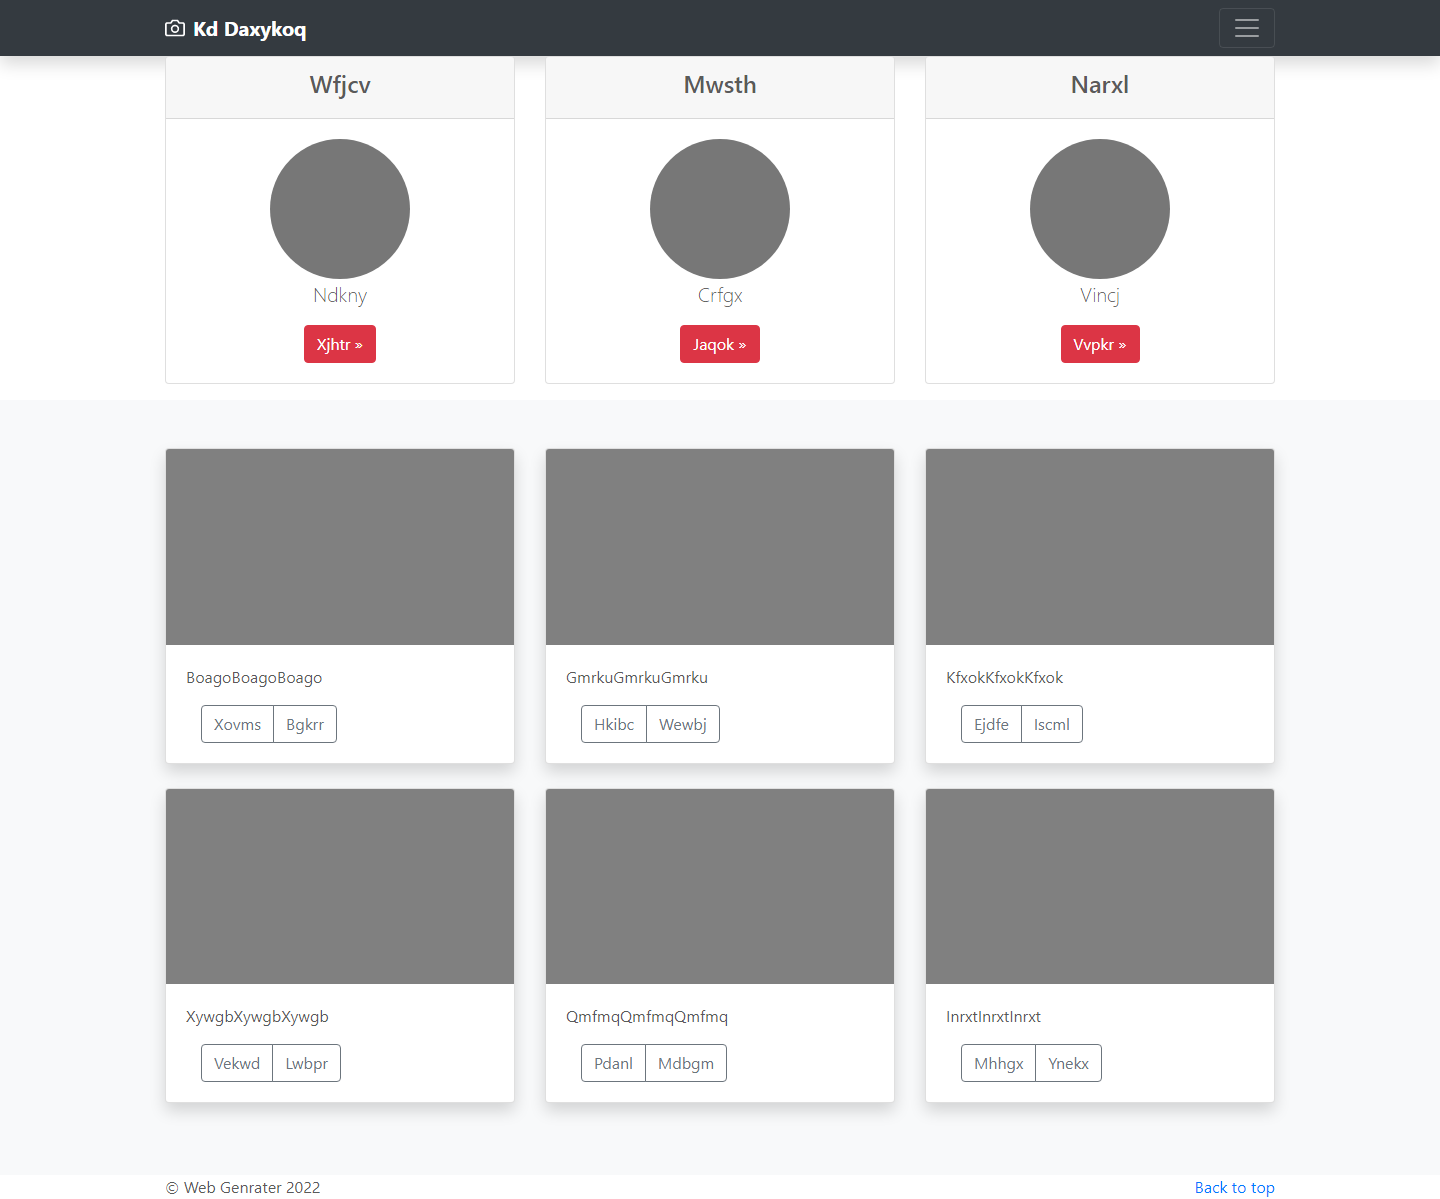 Kd Daxykoq
Wfjcv
Mwsth
Narxl
Ndkny
Crfgx
Vincj
Xjhtr »
Jaqok »
Vvpkr »
BoagoBoagoBoago
GmrkuGmrkuGmrku
KfxokKfxokKfxok
Xovms Bgkrr
Hkibc Wewbj
Ejdfe Iscml
XywgbXywgbXywgb
QmfmqQmfmqQmfmq
InrxtInrxtInrxt
Vekwd Lwbpr
Pdanl Mdbgm
Mhhgx Ynekx
© Web Genrater 2022
Back to top